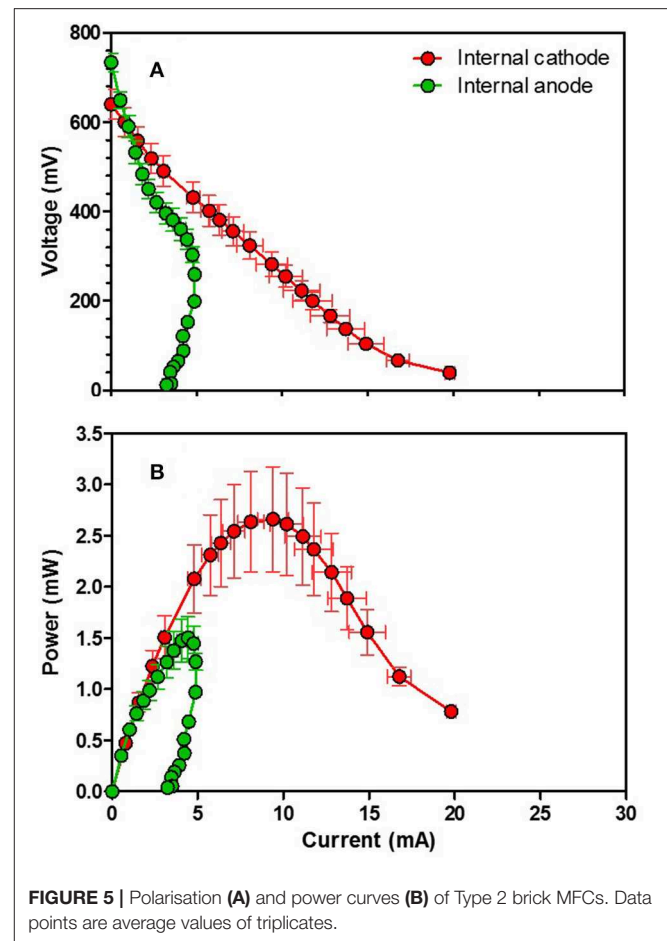 800
600
400
200
0
Voltage (mV)
A
Internal cathode
Internal anode
3.5
3.0
2.5
2.0
1.5
1.0
0.5
0.0
Power (mW)
B
0 5 10 15 20 25 30
Current (mA)
FIGURE 5 | Polarisation (A) and power curves (B) of Type 2 brick MFCs. Data
points are average values of triplicates.